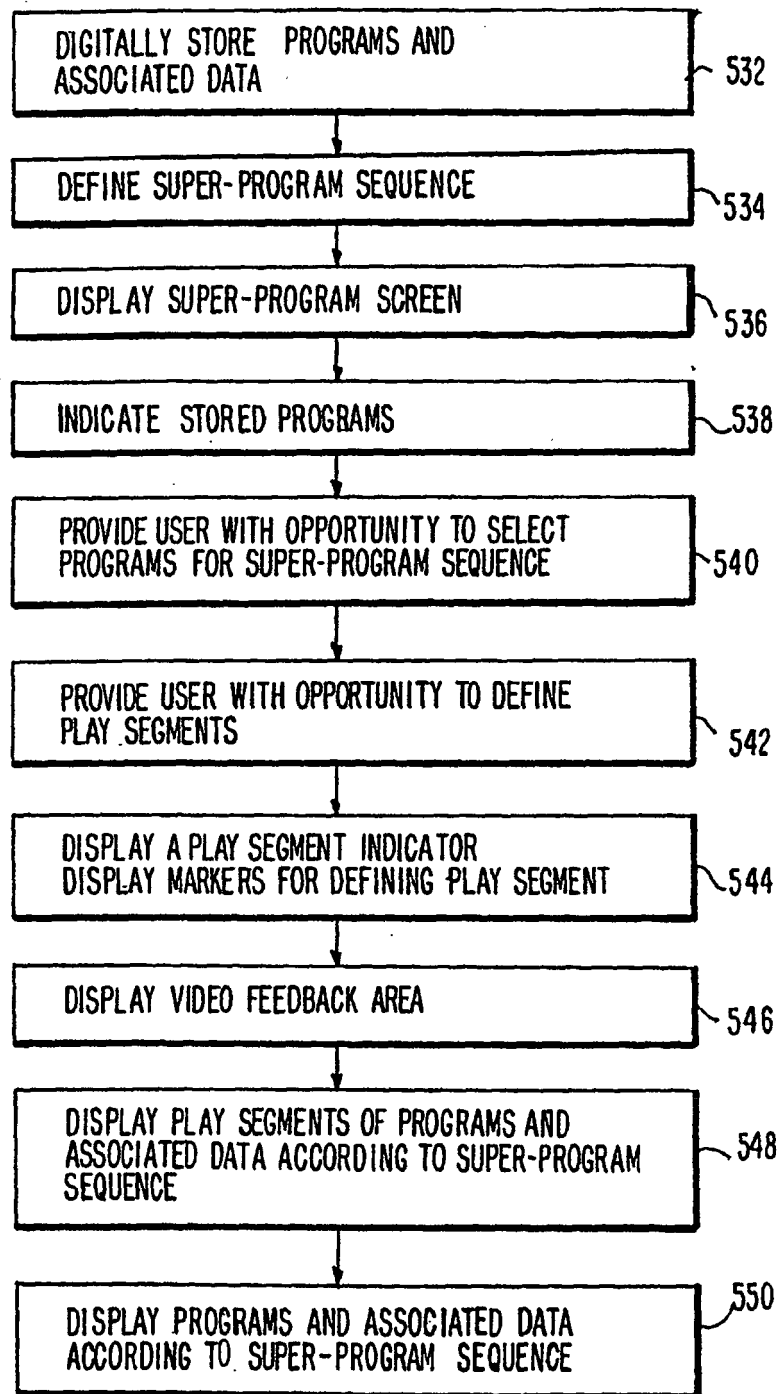 DIGITALLY STORE PROGRAMS AND
ASSOCIATED DATA
532
DEFINE SUPER-PROGRAM SEQUENCE
534
DISPLAY SUPER-PROGRAM SCREEN
536
INDICATE STORED PROGRAMS
538
PROVIDE USER WITH OPPORTUNITY TO SELECT
PROGRAMS FOR SUPER-PROGRAM SEQUENCE
540
PROVIDE USER WITH OPPORTUNITY TO DEFINE
PLAY SEGMENTS
542
DISPLAY A PLAY SEGMENT INDICATOR
DISPLAY MARKERS FOR DEFINING PLAY SEGMENT
544
DISPLAY VIDEO FEEDBACK AREA
546
DISPLAY PLAY SEGMENTS OF PROGRAMS AND
ASSOCIATED DATA ACCORDING TO SUPER-PROGRAM
SEQUENCE
548
DISPLAY PROGRAMS AND ASSOCIATED DATA
ACCORDING TO SUPER-PROGRAM SEQUENCE
550